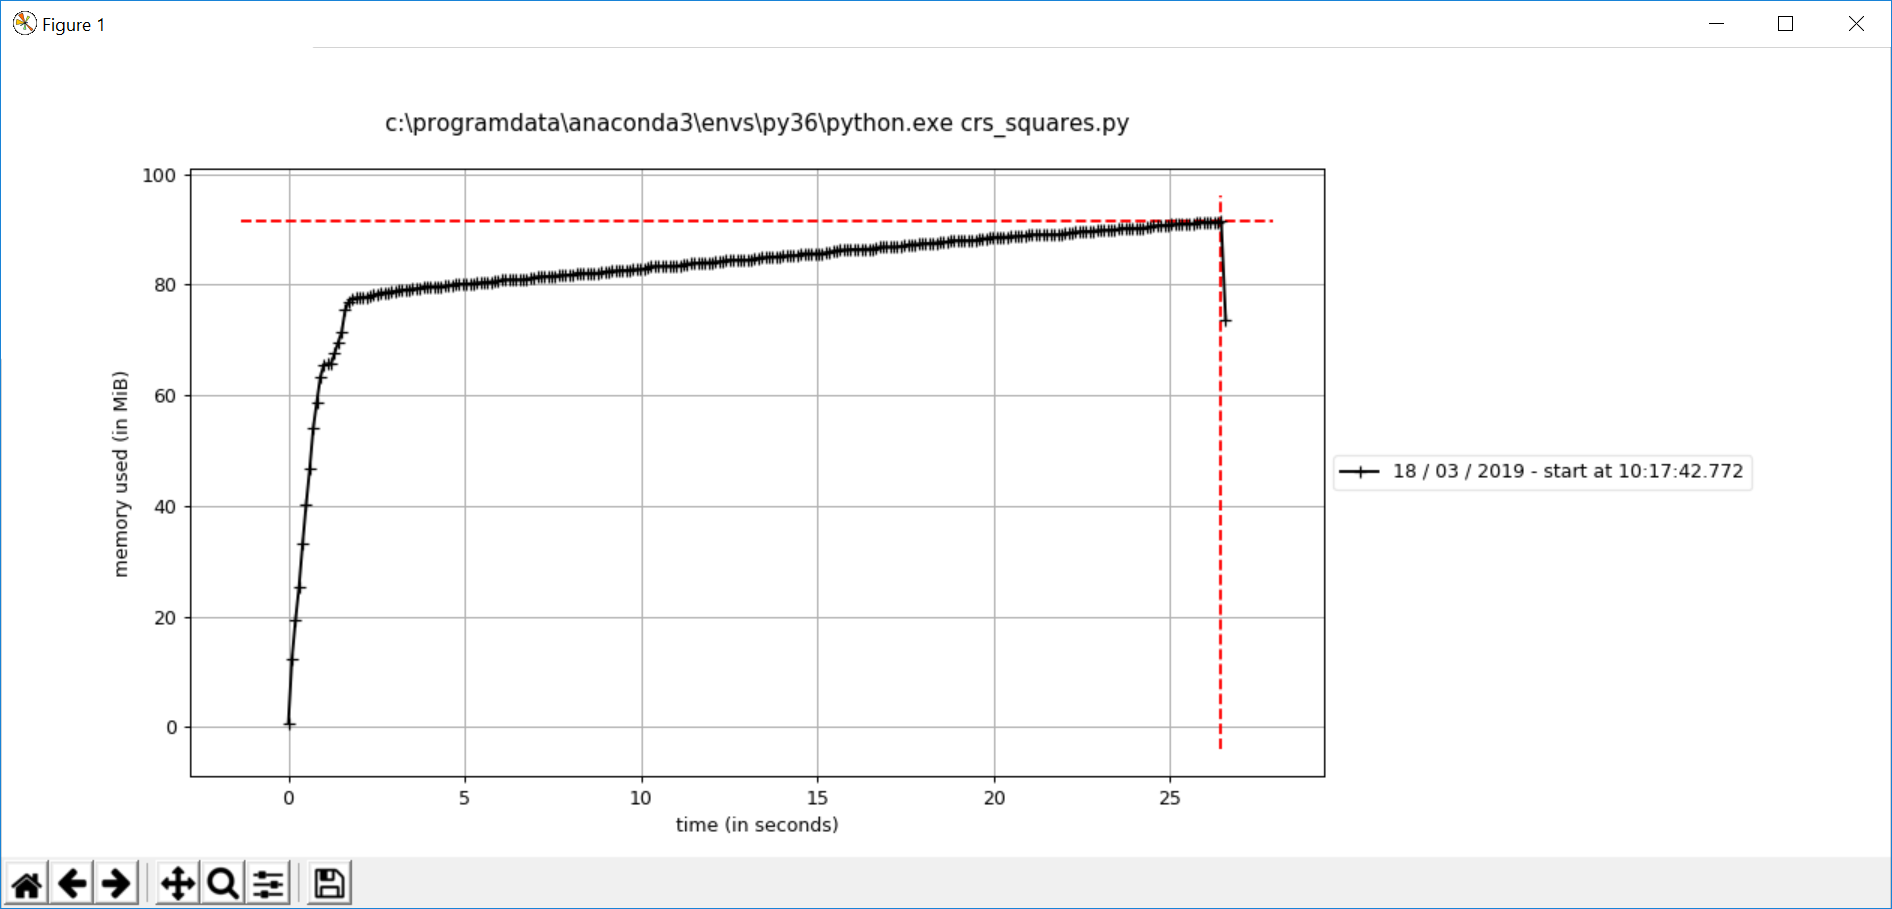 Figure 1
c:\programdata\anaconda3\envs\py36\python.exe crs_squares.py
100
80
60
40
20
0
memory used (in MiB)
0 5 10 15 20 25
time (in seconds)
18 / 03 / 2019 - start at 10:17:42.772